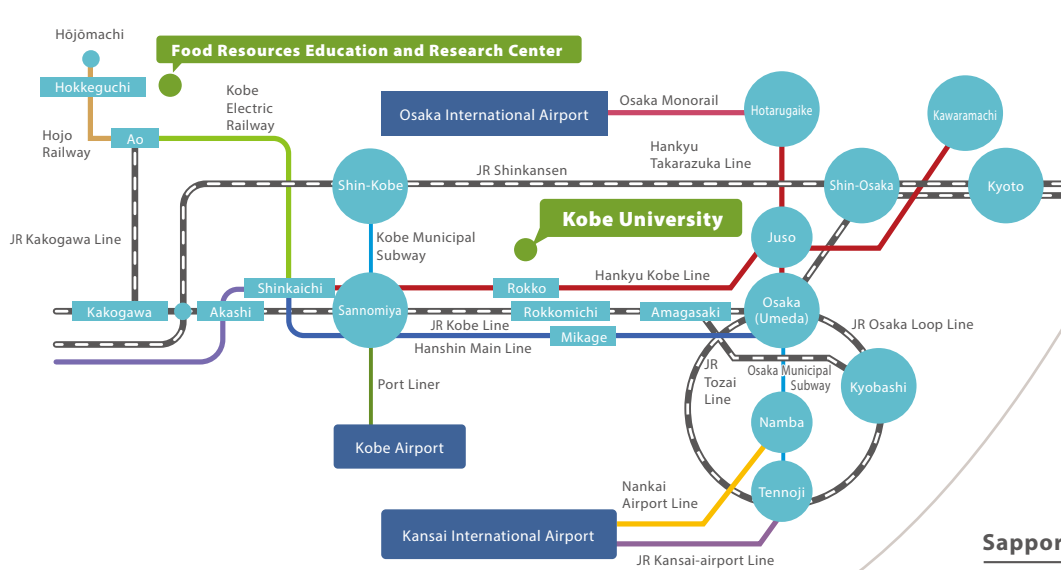 Hōjōmachi
Food Resources Education and Research Center
Hokkeguchi
Kobe
Electric
Railway
Osaka International Airport
Osaka Monorail
Hotarugaike
Kawaramachi
Hojo
Railway
Ao
Hankyu
Takarazuka Line
JR Shinkansen
Shin-Kobe
Shin-Osaka
Kyoto
Kobe University
JR Kakogawa Line
Kobe Municipal
Subway
Juso
Hankyu Kobe Line
Shinkaichi
Rokko
Kakogawa
Akashi
Sannomiya
Rokkomichi
Amagasaki
Osaka
(Umeda)
JR Kobe Line
JR Osaka Loop Line
Hanshin Main Line
Mikage
JR
Tozai
Line
Osaka Municipal
Subway
Kyobashi
Port Liner
Namba
Kobe Airport
Nankai
Airport Line
Tennoji
Kansai International Airport
JR Kansai-airport Line
Sappor